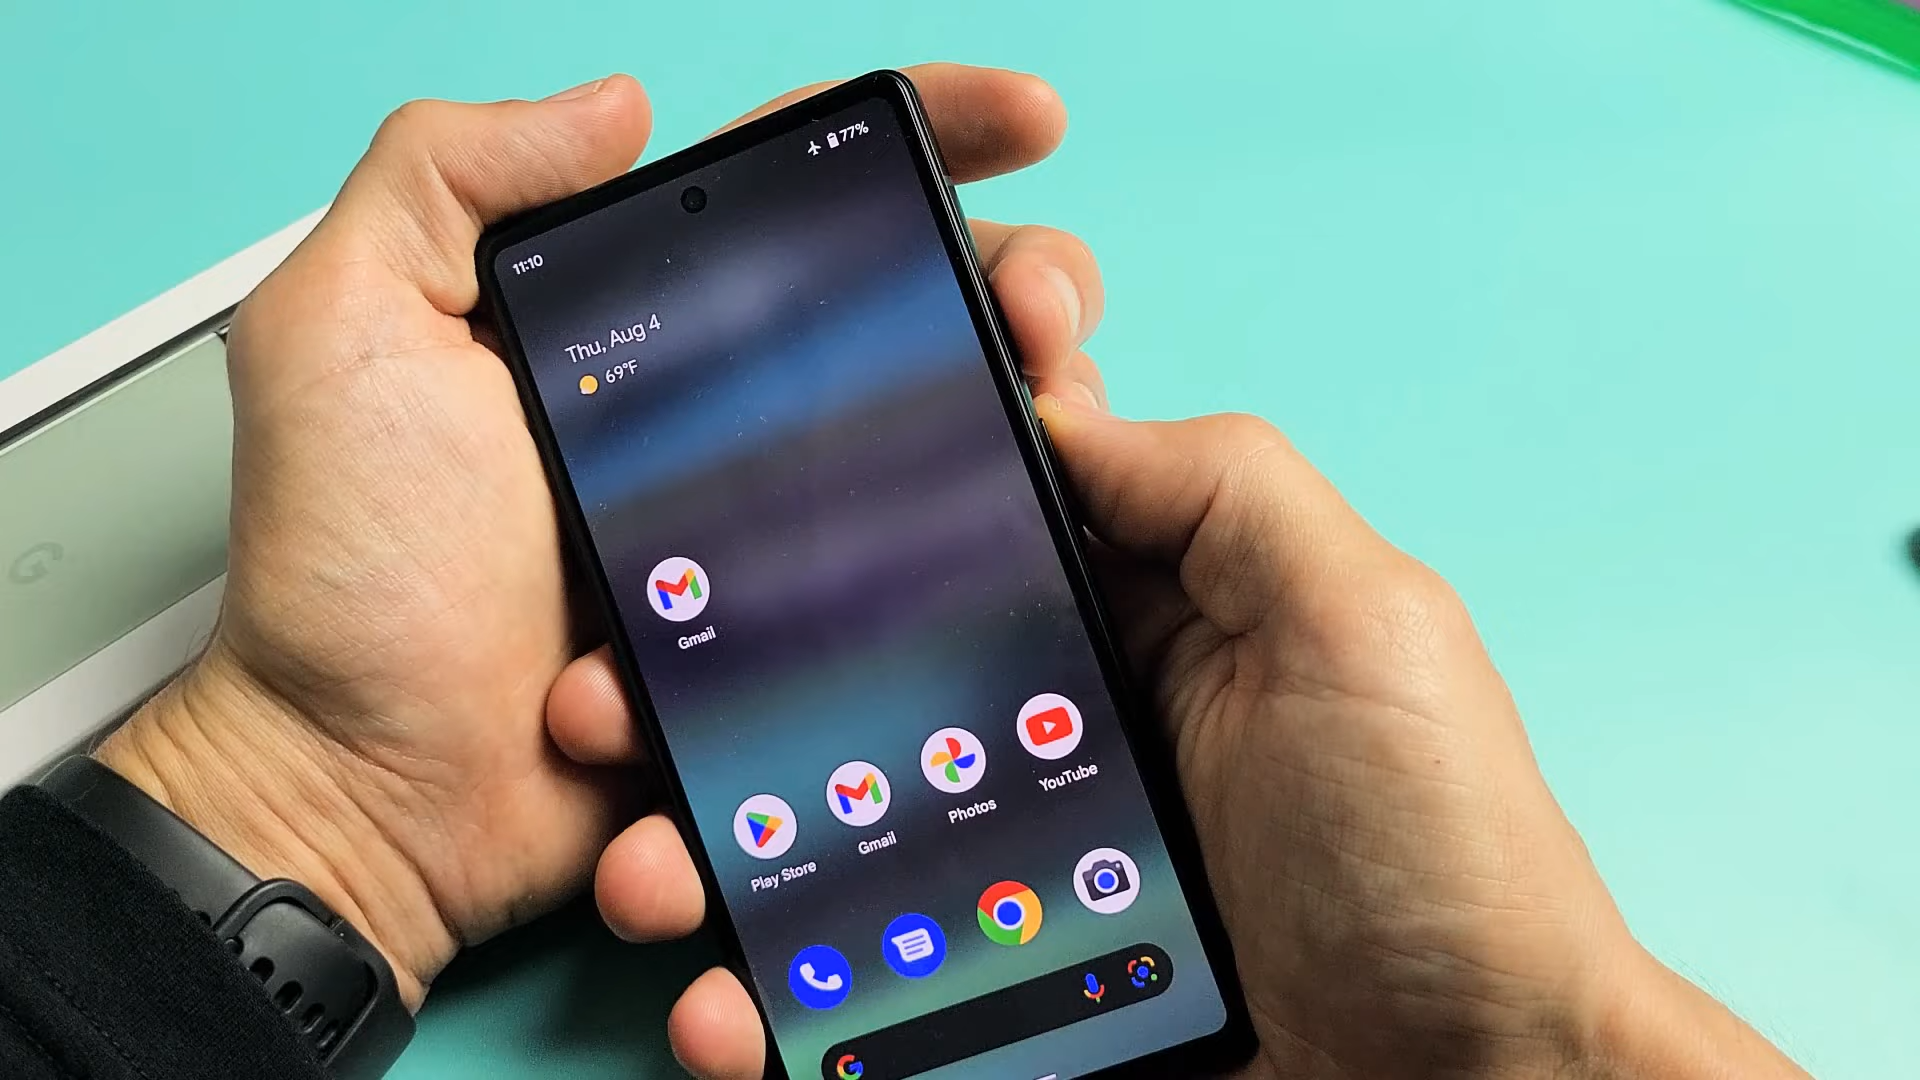 77%
11:10
Thu, Aug 4
69°F
Gmail
Play Store
Gmail
Photos
YouTube
G
G